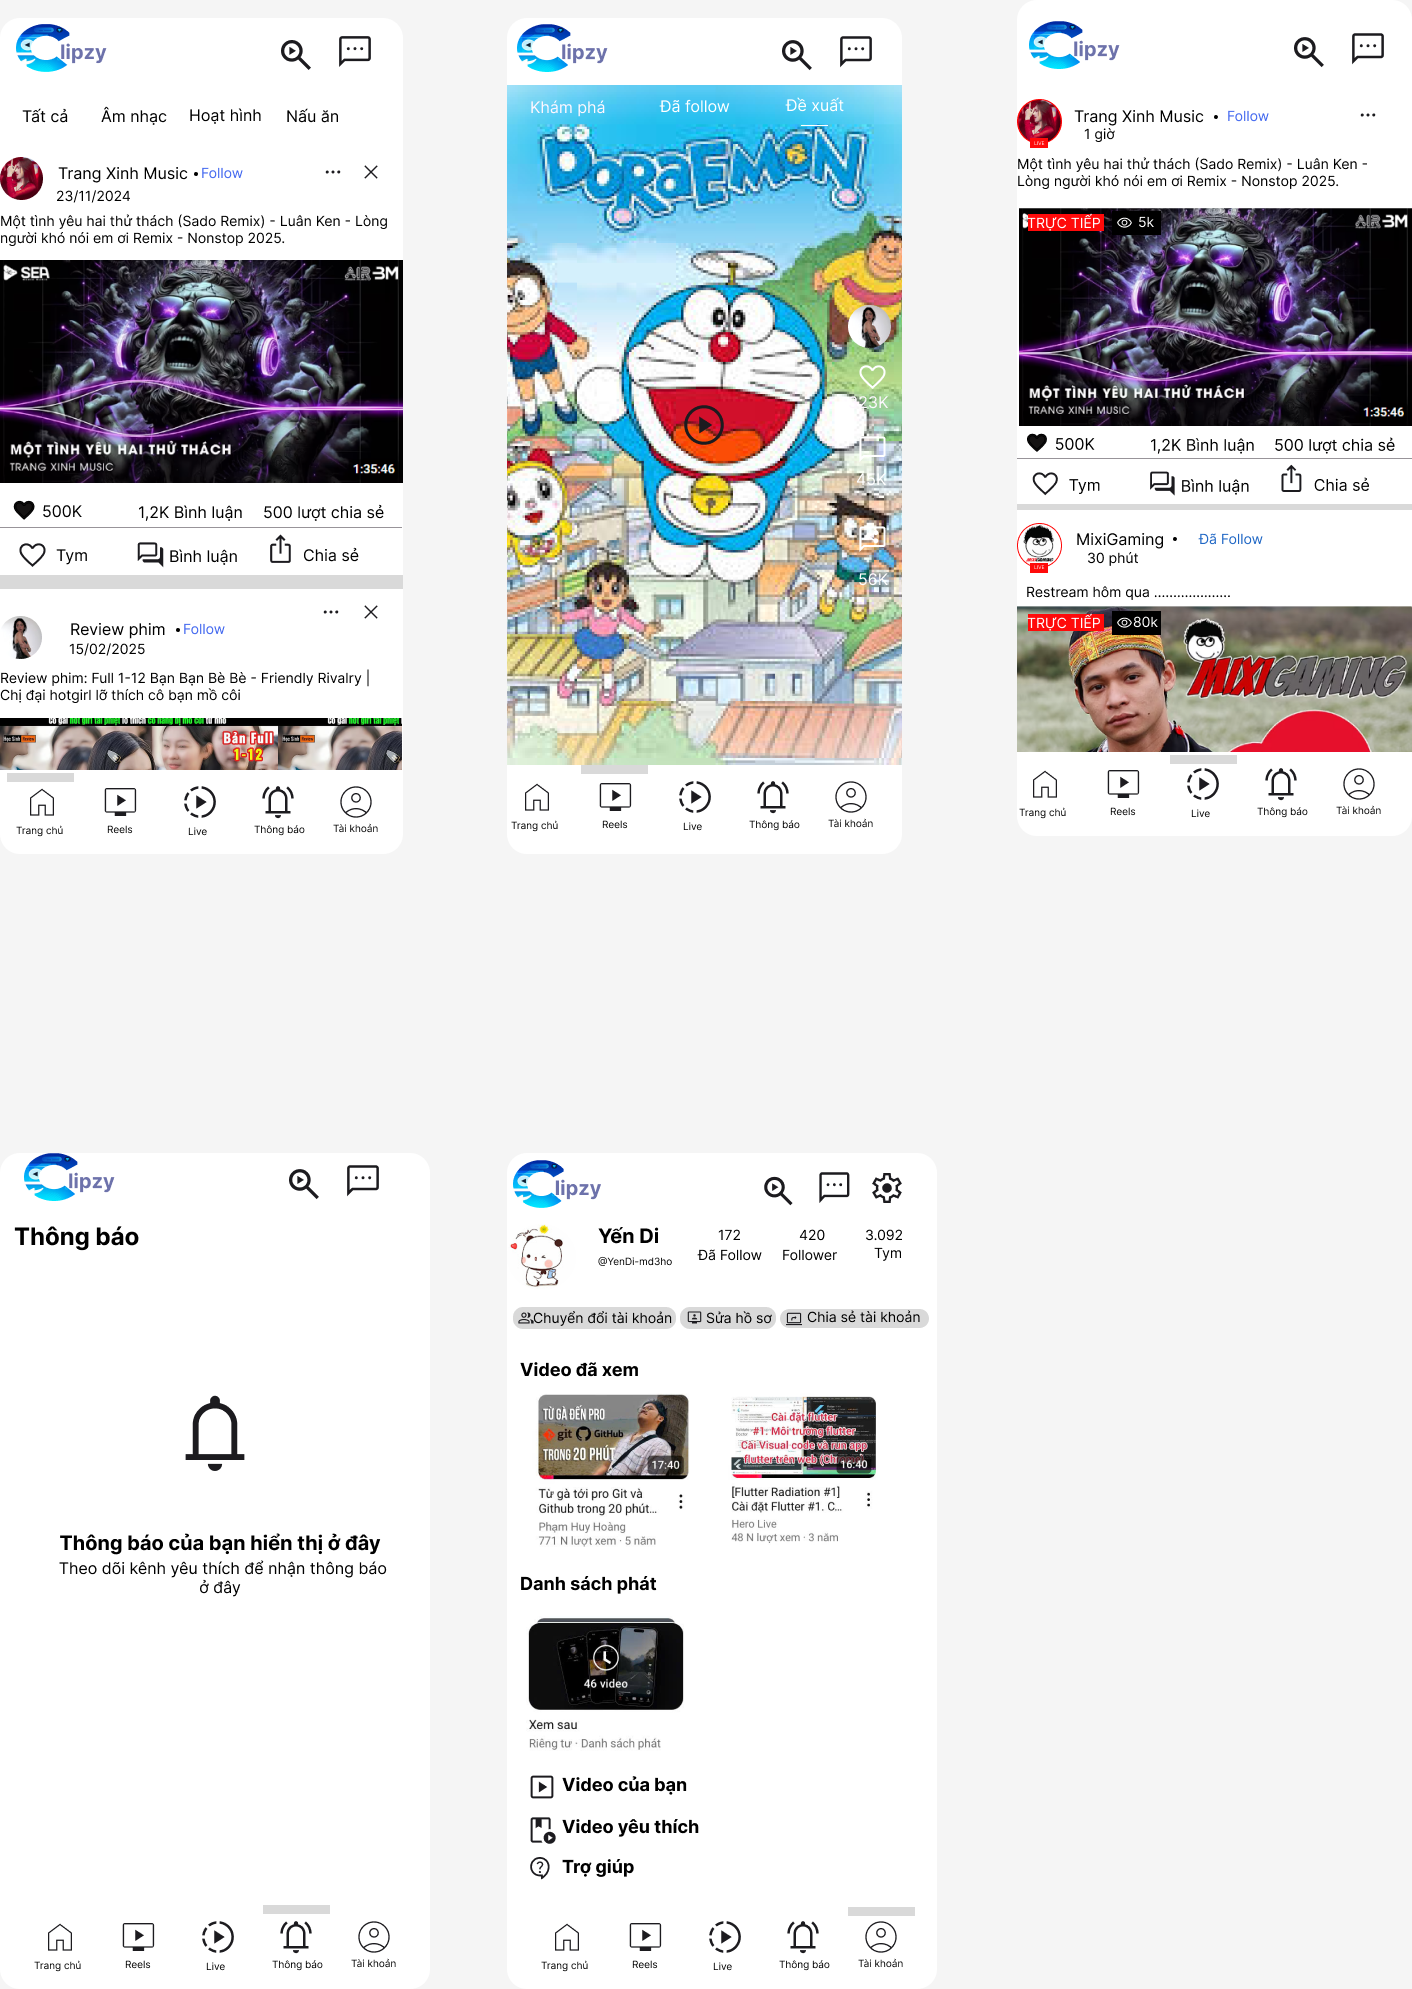 Clipzy
Tất cả
Âm nhạc
Hoạt hình
Nấu ăn
Trang Xinh Music • Follow
23/11/2024
Một tình yêu hai thử thách (Sado Remix) - Luân Ken - Lòng
người khó nói em ơi Remix - Nonstop 2025.
SEA
AIR 3M
MỘT TÌNH YÊU HAI THỬ THÁCH
TRANG XINH MUSIC
1:35:46
500K
1,2K Bình luận
500 lượt chia sẻ
Tym
Bình luận
Chia sẻ
Review phim • Follow
15/02/2025
Review phim: Full 1-12 Bạn Bạn Bè Bè - Friendly Rivalry |
Chị đại hotgirl lỡ thích cô bạn mồ côi
Bản Full
1-12
Trang chủ
Reels
Live
Thông báo
Tài khoản
Clipzy
Khám phá
Đã follow
Đề xuất
DORAEMON
23K
45K
56K
Trang chủ
Reels
Live
Thông báo
Tài khoản
Clipzy
Trang Xinh Music • Follow
1 giờ
LIVE
Một tình yêu hai thử thách (Sado Remix) - Luân Ken -
Lòng người khó nói em ơi Remix - Nonstop 2025.
TRỰC TIẾP
5k
AIR 3M
MỘT TÌNH YÊU HAI THỬ THÁCH
TRANG XINH MUSIC
1:35:46
500K
1,2K Bình luận
500 lượt chia sẻ
Tym
Bình luận
Chia sẻ
MixiGaming • Đã Follow
30 phút
LIVE
Restream hôm qua ....................
TRỰC TIẾP
80k
MIXIGAMING
Trang chủ
Reels
Live
Thông báo
Tài khoản
Clipzy
Thông báo
Thông báo của bạn hiển thị ở đây
Theo dõi kênh yêu thích để nhận thông báo
ở đây
Trang chủ
Reels
Live
Thông báo
Tài khoản
Clipzy
Yến Di
@YenDi-md3ho
172
Đã Follow
420
Follower
3.092
Tym
Chuyển đổi tài khoản
Sửa hồ sơ
Chia sẻ tài khoản
Video đã xem
TỪ GÀ ĐẾN PRO
git GitHub
TRONG 20 PHÚT
17:40
Từ gà tới pro Git và
Github trong 20 phút...
Phạm Huy Hoàng
771 N lượt xem · 5 năm
Cài đặt flutter
#1. Môi trường flutter
Cài Visual code và run app
flutter trên web
16:40
[Flutter Radiation #1]
Cài đặt Flutter #1. C...
Hero Live
48 N lượt xem · 3 năm
Danh sách phát
46 video
Xem sau
Riêng tư · Danh sách phát
Video của bạn
Video yêu thích
Trợ giúp
Trang chủ
Reels
Live
Thông báo
Tài khoản